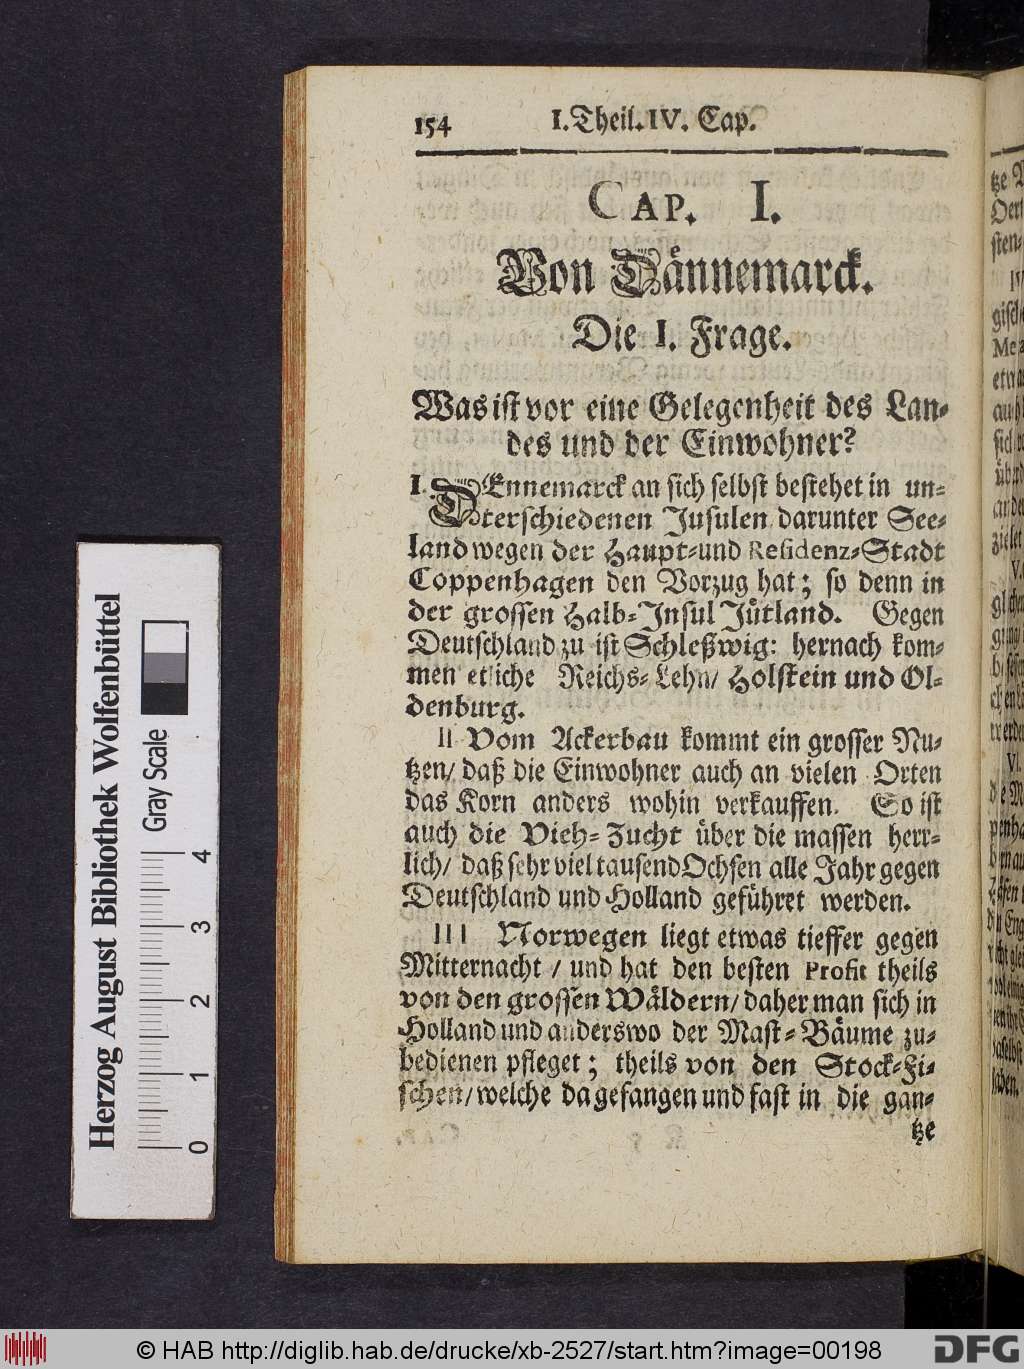 154 I. Theil. IV. Cap.
CAP. I.
Von Dännemarck.
Die I. Frage.
Was ist vor eine Gelegenheit des Lan-
des und der Einwohner?
I. DEnnemarck an sich selbst bestehet in un-
terschiedenen Jusulen darunter See-
land wegen der Haupt- und Residenz-Stadt
Coppenhagen den Vorzug hat; so denn in
der grossen Halb-Insul Jütland. Gegen
Deutschland zu ist Schleßwig: hernach kom-
men etliche Reichs-Lehn/ Holstein und Ol-
denburg.
II Vom Ackerbau kommt ein grosser Nu-
tzen/ daß die Einwohner auch an vielen Orten
das Korn anders wohin verkauffen. So ist
auch die Vieh-Zucht über die massen herr-
lich/ daß sehr viel tausend Ochsen alle Jahr gegen
Deutschland und Holland geführet werden.
III Norwegen liegt etwas tieffer gegen
Mitternacht / und hat den besten Profit theils
von den grossen Wäldern/ daher man sich in
Holland und anderswo der Mast-Bäume zu-
bedienen pfleget; theils von den Stock-Fi-
schen/ welche da gefangen und fast in die gan-
tze
Herzog August Bibliothek Wolfenbüttel
Gray Scale
0 1 2 3 4
© HAB http://diglib.hab.de/drucke/xb-2527/start.htm?image=00198
DFG